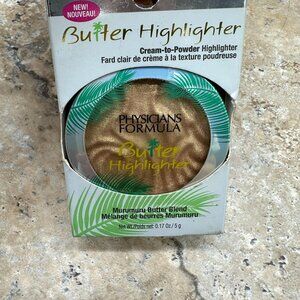 NEW!
NOUVEAU!
Butter Highlighter
Cream-to-Powder Highlighter
Fard clair de crème à la texture poudreuse
PHYSICIANS
FORMULA
Butter
Highlighter
Murumuru Butter Blend
Mélange de beurres Murumuru
Net Wt./Poids net 0.17 Oz / 5 g